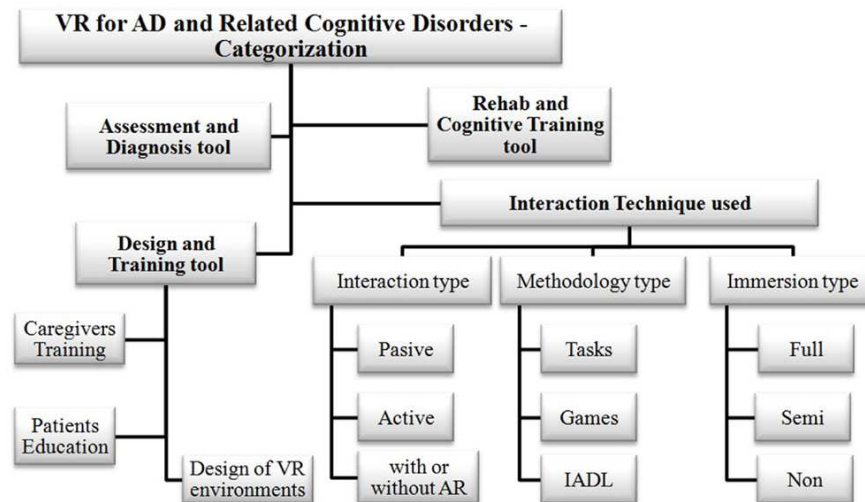 VR for AD and Related Cognitive Disorders -
Categorization
Assessment and
Diagnosis tool
Rehab and
Cognitive Training
tool
Interaction Technique used
Design and
Training tool
Interaction type
Methodology type
Immersion type
Caregivers
Training
Pasive
Tasks
Full
Active
Games
Semi
Patients
Education
Design of VR
environments
with or
without AR
IADL
Non